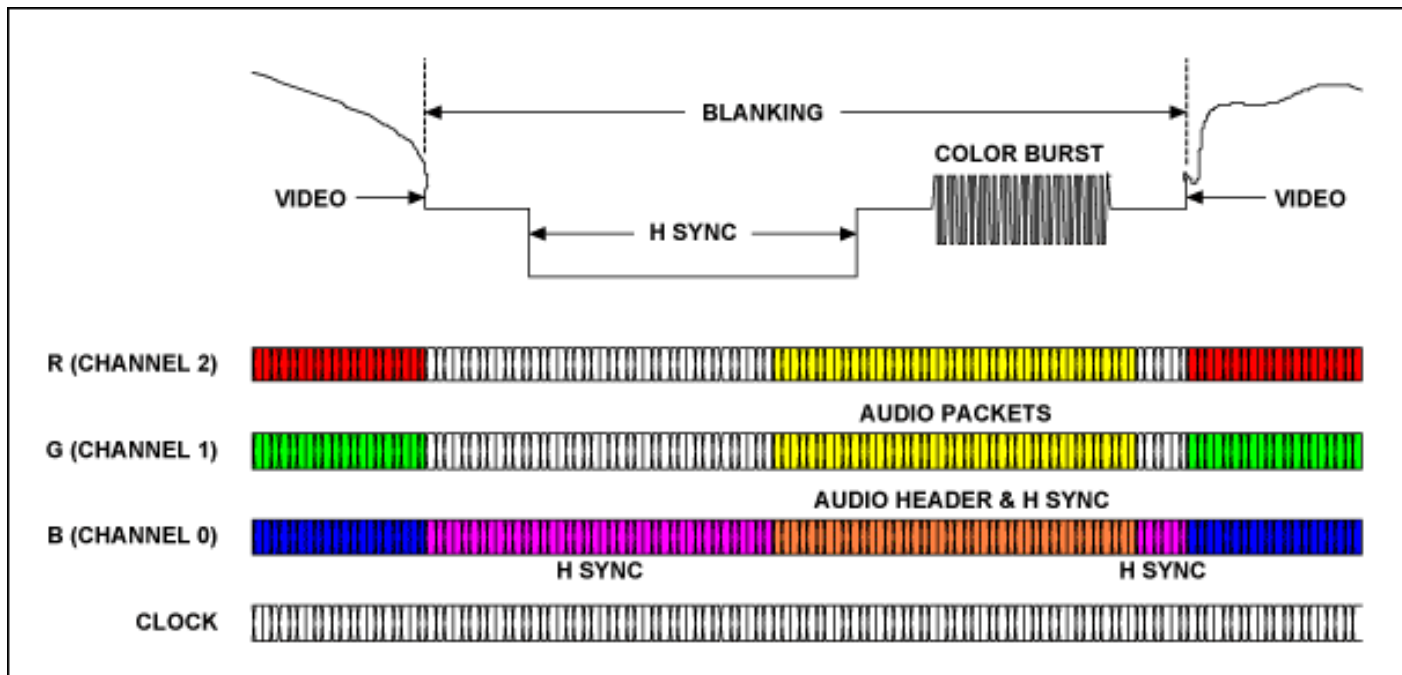 BLANKING
COLOR BURST
VIDEO
VIDEO
H SYNC
R (CHANNEL 2)
AUDIO PACKETS
G (CHANNEL 1)
AUDIO HEADER & H SYNC
B (CHANNEL 0)
H SYNC
H SYNC
CLOCK